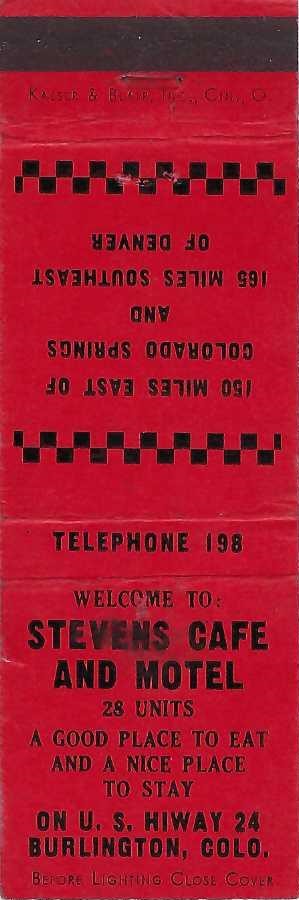 KAESER & BLAIR, INC., CIN., O.
150 MILES EAST OF
COLORADO SPRINGS
AND
165 MILES SOUTHEAST
OF DENVER
TELEPHONE 198
WELCOME TO:
STEVENS CAFE
AND MOTEL
28 UNITS
A GOOD PLACE TO EAT
AND A NICE PLACE
TO STAY
ON U. S. HIWAY 24
BURLINGTON, COLO.
BEFORE LIGHTING CLOSE COVER